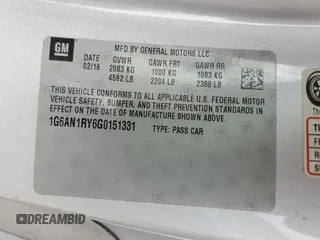 GM
MFD BY GENERAL MOTORS LLC
DATE GVWR GAWR FRT GAWR RR
02/16 2083 KG 1000 KG 1083 KG
4592 LB 2204 LB 2388 LB
THIS VEHICLE CONFORMS TO ALL APPLICABLE U.S. FEDERAL MOTOR
VEHICLE SAFETY, BUMPER, AND THEFT PREVENTION STANDARDS IN
EFFECT ON THE DATE OF MANUFACTURE SHOWN ABOVE.
1G6AN1RY6G0151331 TYPE: PASS CAR
DREAMBID